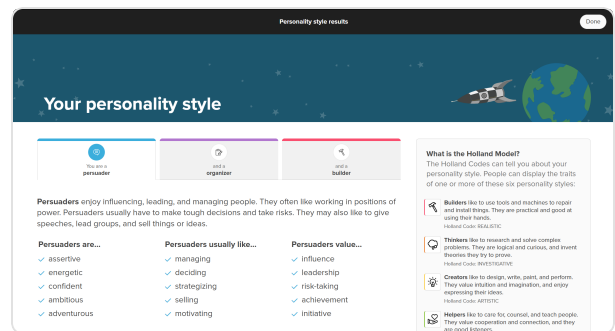 Personality style results
Done
Your personality style
You are a
persuader
and a
organizer
and a
builder
Persuaders enjoy influencing, leading, and managing people. They often like working in positions of
power. Persuaders usually have to make tough decisions and take risks. They may also like to give
speeches, lead groups, and sell things or ideas.
Persuaders are...
assertive
energetic
confident
ambitious
adventurous
Persuaders usually like...
managing
deciding
strategizing
selling
motivating
Persuaders value...
influence
leadership
risk-taking
achievement
initiative
What is the Holland Model?
The Holland Codes can tell you about your
personality style. People can display the traits
of one or more of these six personality styles:
Builders like to use tools and machines to repair
and install things. They are practical and good at
using their hands.
Holland Code: REALISTIC
Thinkers like to research and solve complex
problems. They are logical and curious, and invent
theories they try to prove.
Holland Code: INVESTIGATIVE
Creators like to design, write, paint, and perform.
They value intuition and imagination, and enjoy
expressing their ideas.
Holland Code: ARTISTIC
Helpers like to care for, counsel, and teach people.
They value cooperation and connection, and they
are good listeners.